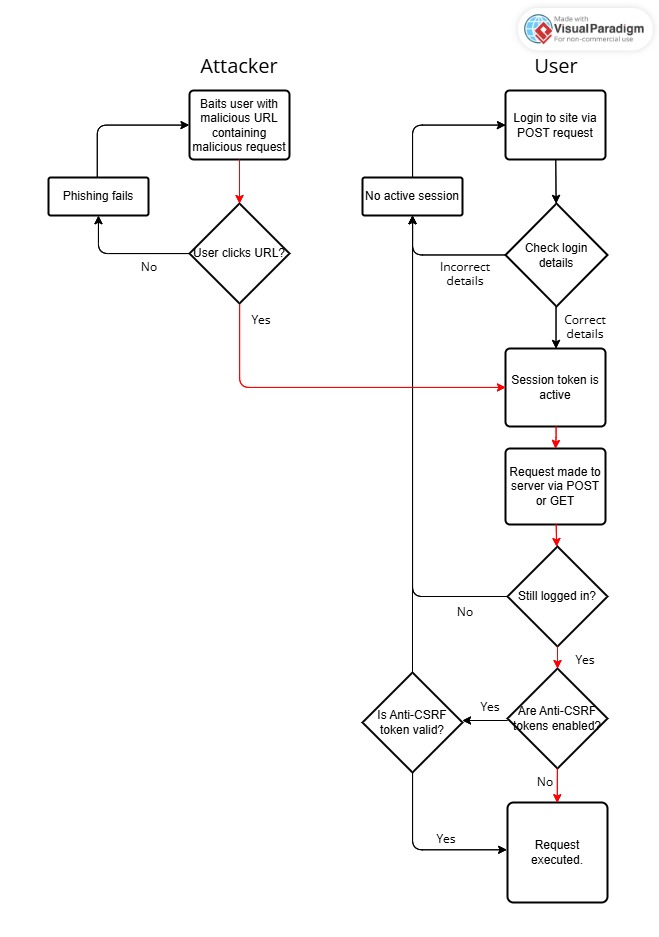 Made with
VisualParadigm
For non-commercial use
Attacker
User
Baits user with
malicious URL
containing
malicious request
Login to site via
POST request
Phishing fails
No active session
User clicks URL?
Check login
details
No
Incorrect
details
Yes
Correct
details
Session token is
active
Request made to
server via POST
or GET
Still logged in?
No
Yes
Is Anti-CSRF
token valid?
Yes
Are Anti-CSRF
tokens enabled?
No
Yes
Request
executed.